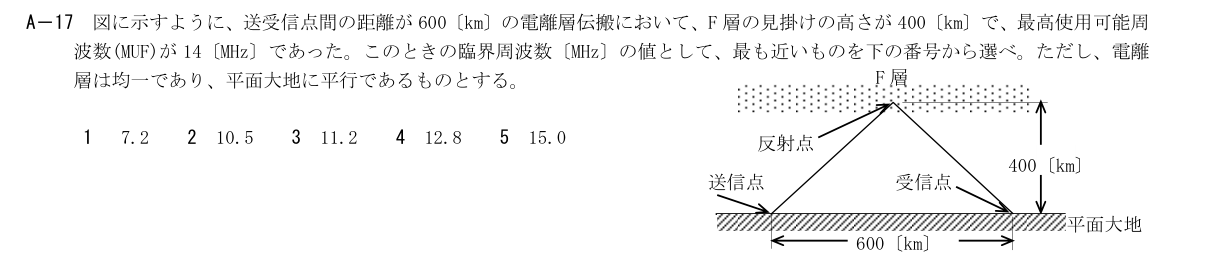 A－17 図に示すように、送受信点間の距離が 600〔km〕の電離層伝搬において、F 層の見掛けの高さが 400〔km〕で、最高使用可能周
波数(MUF)が 14〔MHz〕であった。このときの臨界周波数〔MHz〕の値として、最も近いものを下の番号から選べ。ただし、電離
層は均一であり、平面大地に平行であるものとする。
F 層
1 7.2 2 10.5 3 11.2 4 12.8 5 15.0
反射点
400〔km〕
送信点
受信点
平面大地
600〔km〕